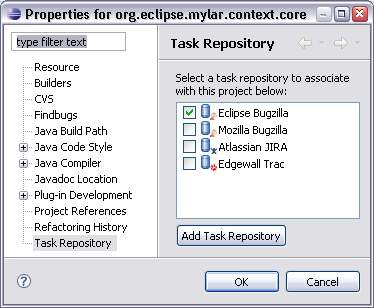 Properties for org.eclipse.mylar.context.core
type filter text
Resource
Builders
CVS
Findbugs
Java Build Path
Java Code Style
Java Compiler
Javadoc Location
Plug-in Development
Project References
Refactoring History
Task Repository
Task Repository
Select a task repository to associate
with this project below:
Eclipse Bugzilla
Mozilla Bugzilla
Atlassian JIRA
Edgewall Trac
Add Task Repository
OK
Cancel